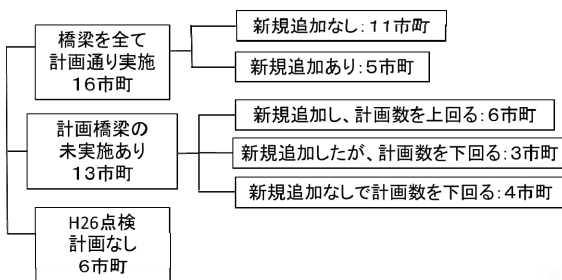 橋梁を全て
計画通り実施
16市町
新規追加なし：11市町
新規追加あり：5市町
計画橋梁の
未実施あり
13市町
新規追加し、計画数を上回る：6市町
新規追加したが、計画数を下回る：3市町
新規追加なしで計画数を下回る：4市町
H26点検
計画なし
6市町